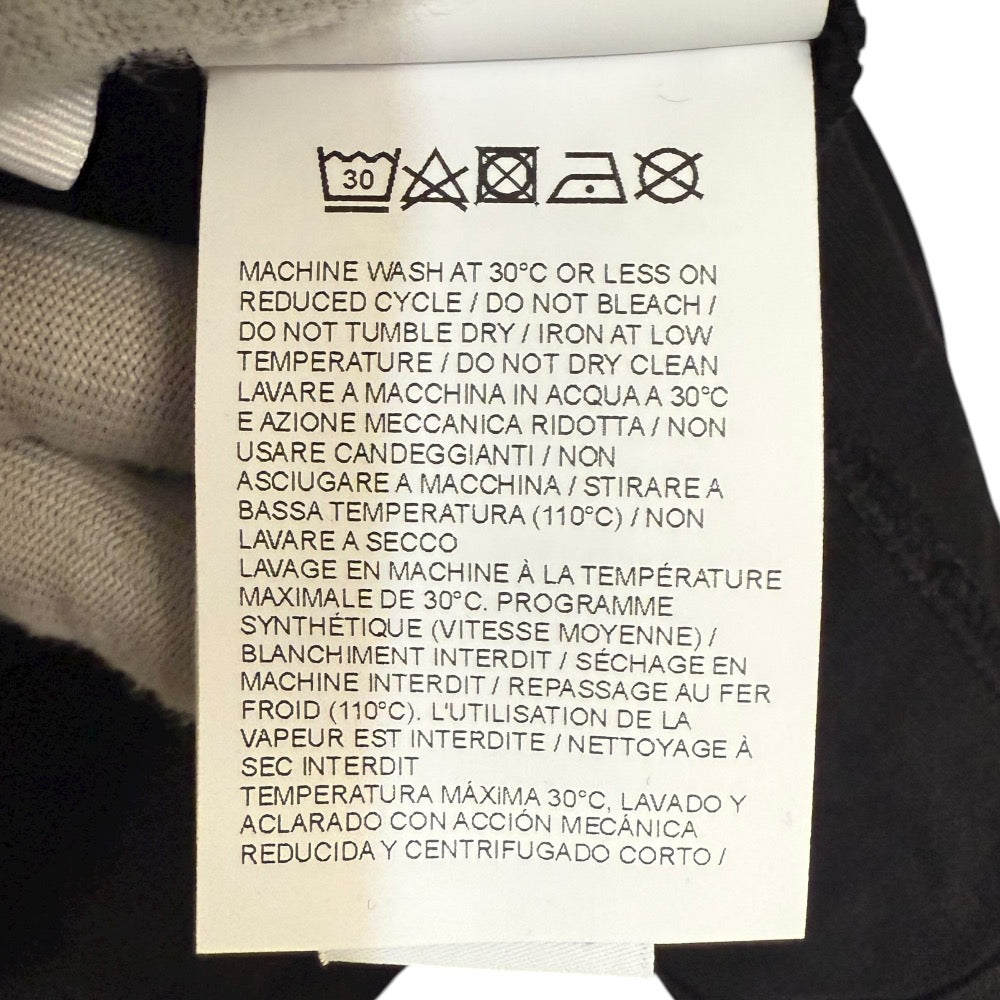 30
MACHINE WASH AT 30°C OR LESS ON
REDUCED CYCLE / DO NOT BLEACH /
DO NOT TUMBLE DRY / IRON AT LOW
TEMPERATURE / DO NOT DRY CLEAN
LAVARE A MACCHINA IN ACQUA A 30°C
E AZIONE MECCANICA RIDOTTA / NON
USARE CANDEGGIANTI / NON
ASCIUGARE A MACCHINA / STIRARE A
BASSA TEMPERATURA (110°C) / NON
LAVARE A SECCO
LAVAGE EN MACHINE À LA TEMPÉRATURE
MAXIMALE DE 30°C. PROGRAMME
SYNTHÉTIQUE (VITESSE MOYENNE) /
BLANCHIMENT INTERDIT / SÉCHAGE EN
MACHINE INTERDIT / REPASSAGE AU FER
FROID (110°C). L'UTILISATION DE LA
VAPEUR EST INTERDITE / NETTOYAGE À
SEC INTERDIT
TEMPERATURA MÁXIMA 30°C, LAVADO Y
ACLARADO CON ACCIÓN MECÁNICA
REDUCIDA Y CENTRIFUGADO CORTO /